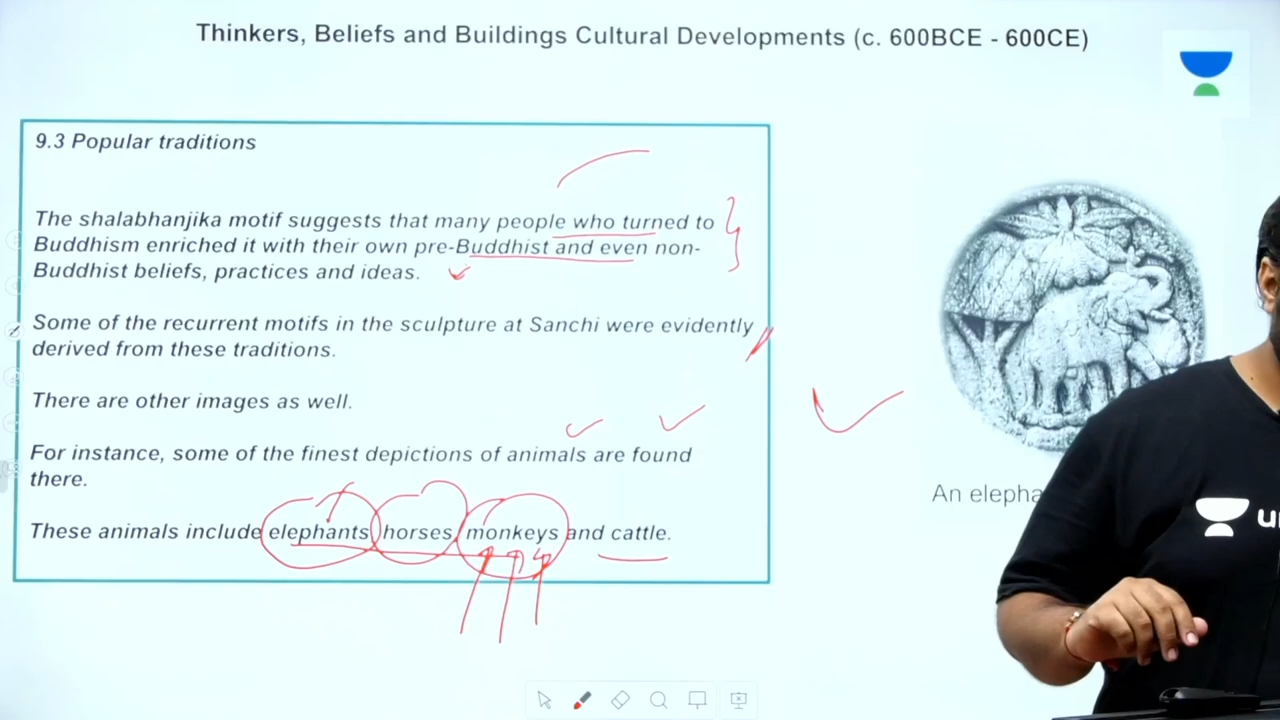 Thinkers, Beliefs and Buildings Cultural Developments (c. 600BCE - 600CE)
9.3 Popular traditions
The shalabhanjika motif suggests that many people who turned to
Buddhism enriched it with their own pre-Buddhist and even non-
Buddhist beliefs, practices and ideas.
Some of the recurrent motifs in the sculpture at Sanchi were evidently
derived from these traditions.
There are other images as well.
For instance, some of the finest depictions of animals are found
there.
These animals include elephants horses, monkeys and cattle.
An elepha
u